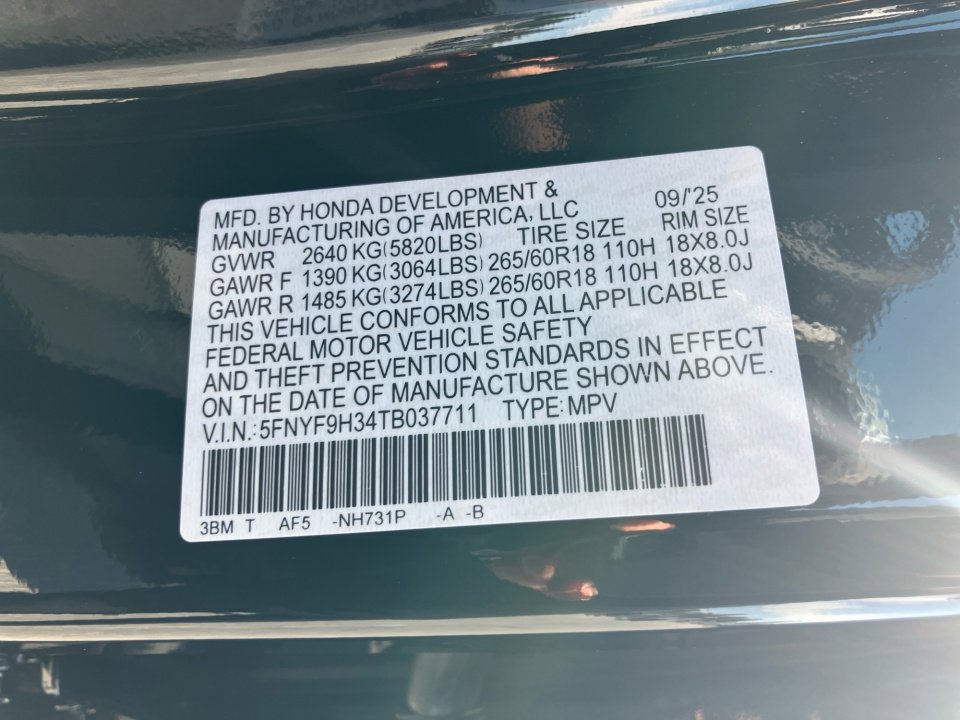 MFD. BY HONDA DEVELOPMENT &
MANUFACTURING OF AMERICA, LLC 09/'25
GVWR 2640 KG(5820LBS) TIRE SIZE RIM SIZE
GAWR F 1390 KG(3064LBS) 265/60R18 110H 18X8.0J
GAWR R 1485 KG(3274LBS) 265/60R18 110H 18X8.0J
THIS VEHICLE CONFORMS TO ALL APPLICABLE
FEDERAL MOTOR VEHICLE SAFETY
AND THEFT PREVENTION STANDARDS IN EFFECT
ON THE DATE OF MANUFACTURE SHOWN ABOVE.
V.I.N.: 5FNYF9H34TB037711 TYPE: MPV
3BM T AF5 -NH731P -A -B